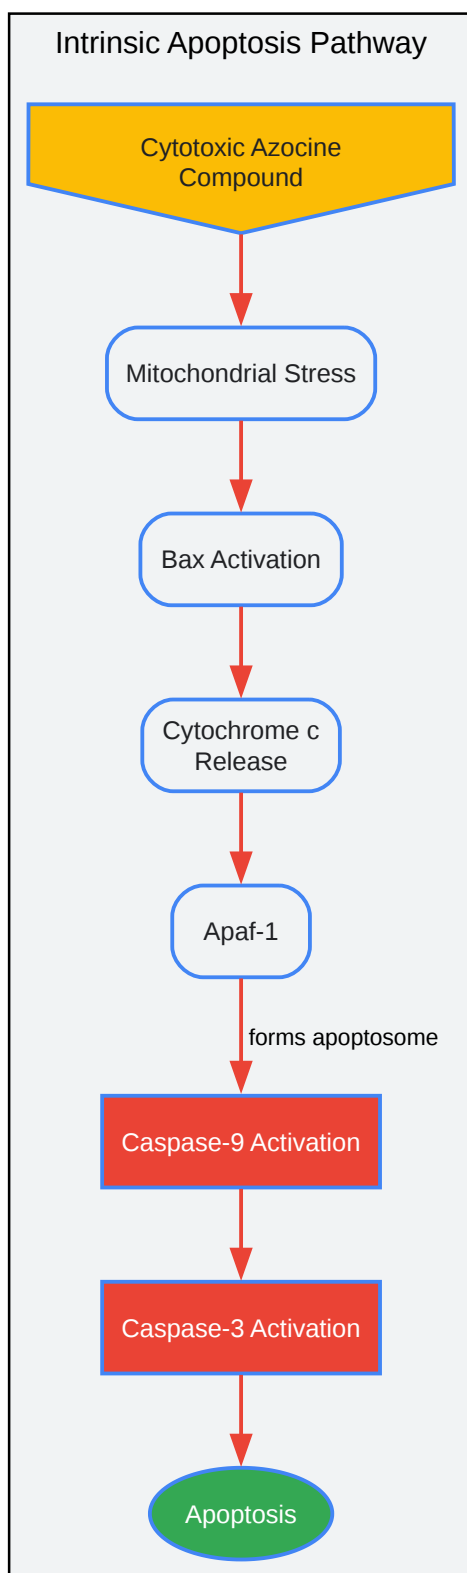 Intrinsic Apoptosis Pathway
Cytotoxic Azocine
Compound
Mitochondrial Stress
Bax Activation
Cytochrome c
Release
Apaf-1
forms apoptosome
Caspase-9 Activation
Caspase-3 Activation
Apoptosis